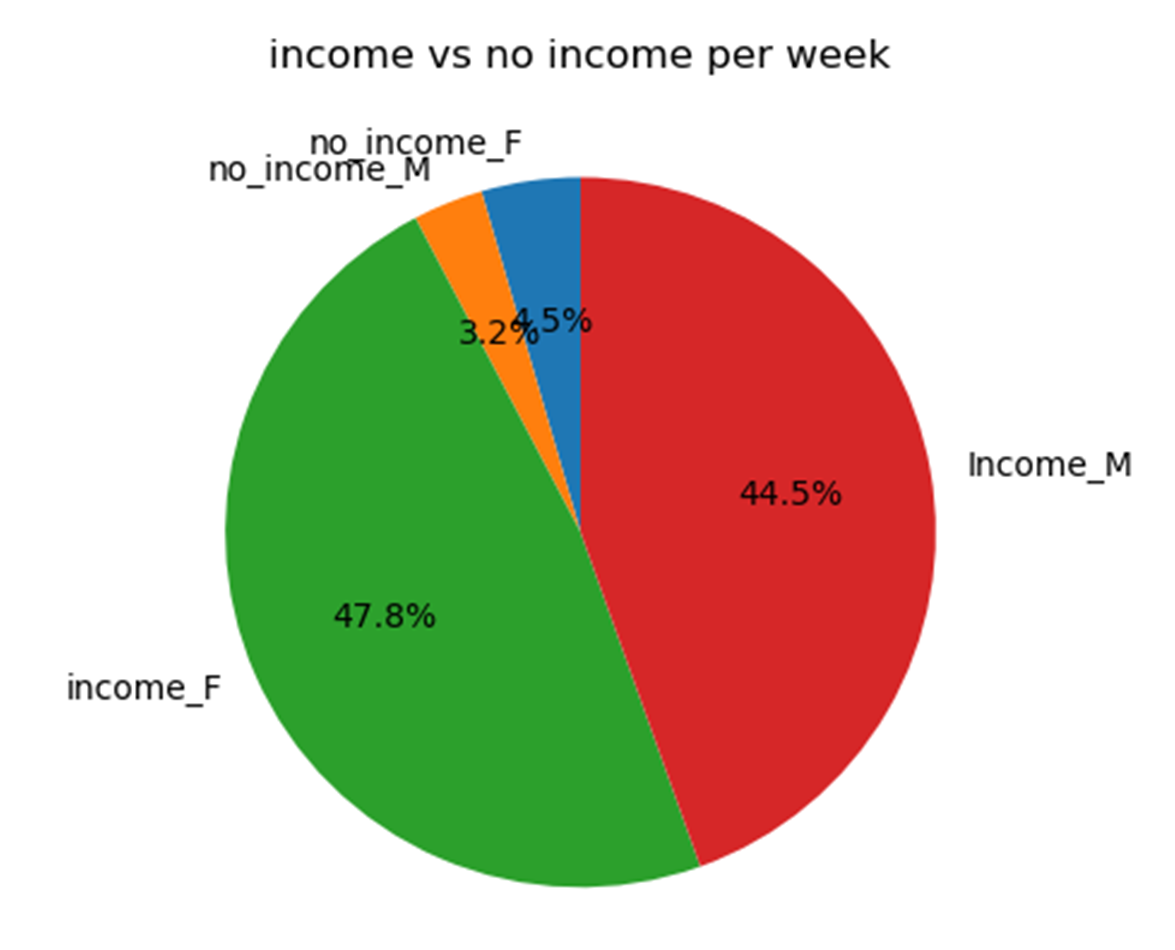 income vs no income per week
no_income_F
no_income_M
4.5%
3.2%
Income_M
44.5%
47.8%
income_F